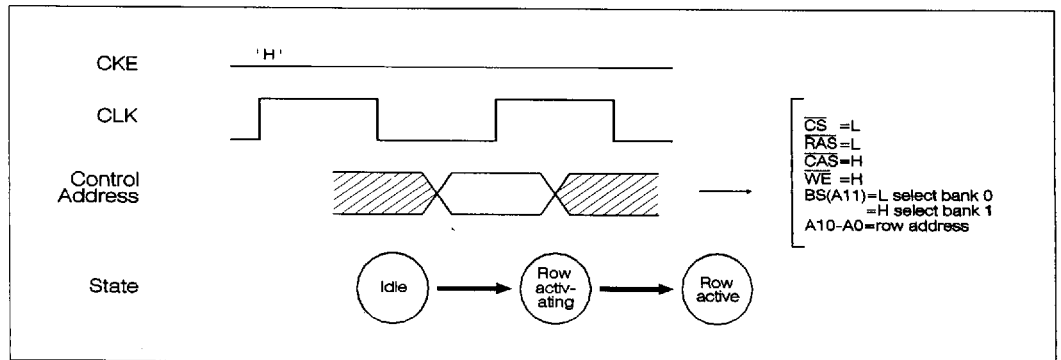 CKE
'H'
CLK
Control
Address
CS =L
RAS=L
CAS=H
WE =H
BS(A11)=L select bank 0
=H select bank 1
A10-A0=row address
State
Idle
Row
activ-
ating
Row
active